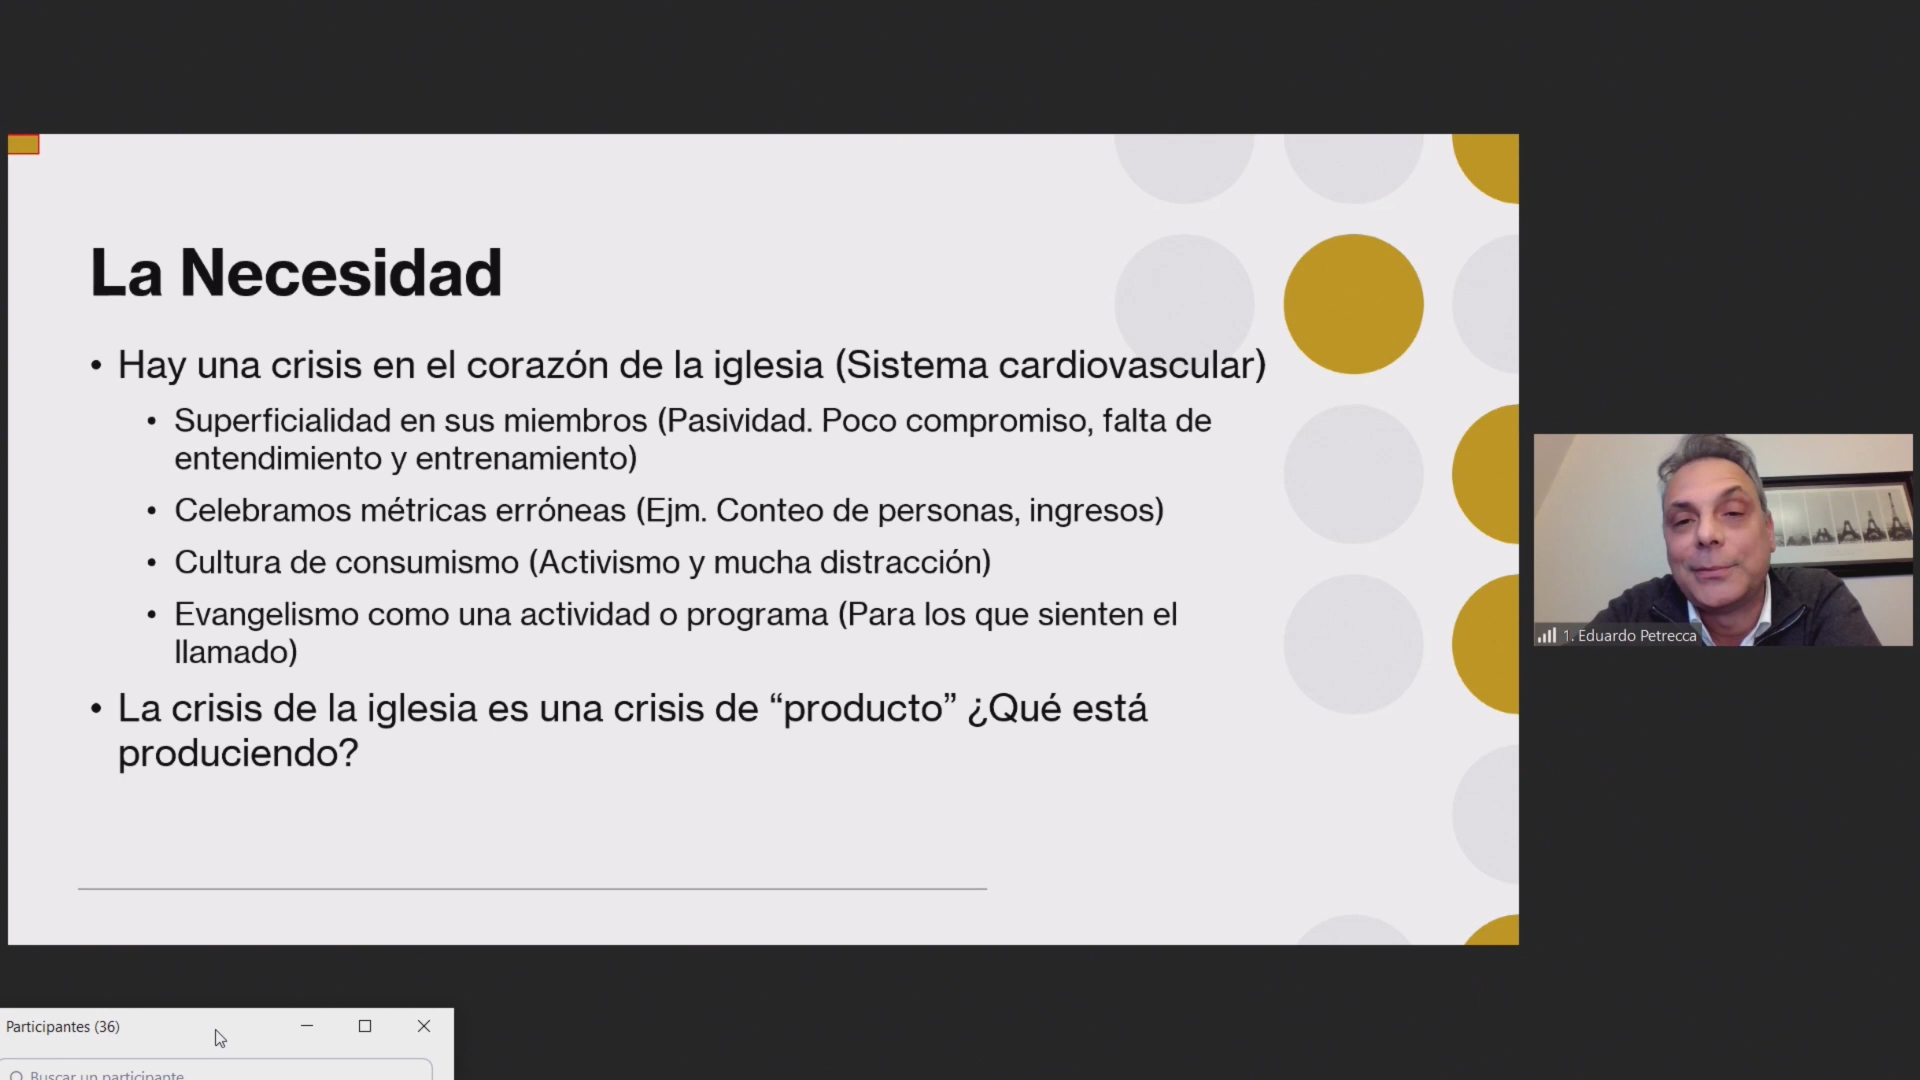 La Necesidad
• Hay una crisis en el corazón de la iglesia (Sistema cardiovascular)
• Superficialidad en sus miembros (Pasividad. Poco compromiso, falta de
entendimiento y entrenamiento)
• Celebramos métricas erróneas (Ejm. Conteo de personas, ingresos)
• Cultura de consumismo (Activismo y mucha distracción)
• Evangelismo como una actividad o programa (Para los que sienten el
llamado)
• La crisis de la iglesia es una crisis de “producto” ¿Qué está
produciendo?
1. Eduardo Petrecca
Participantes (36)
Buscar un participante